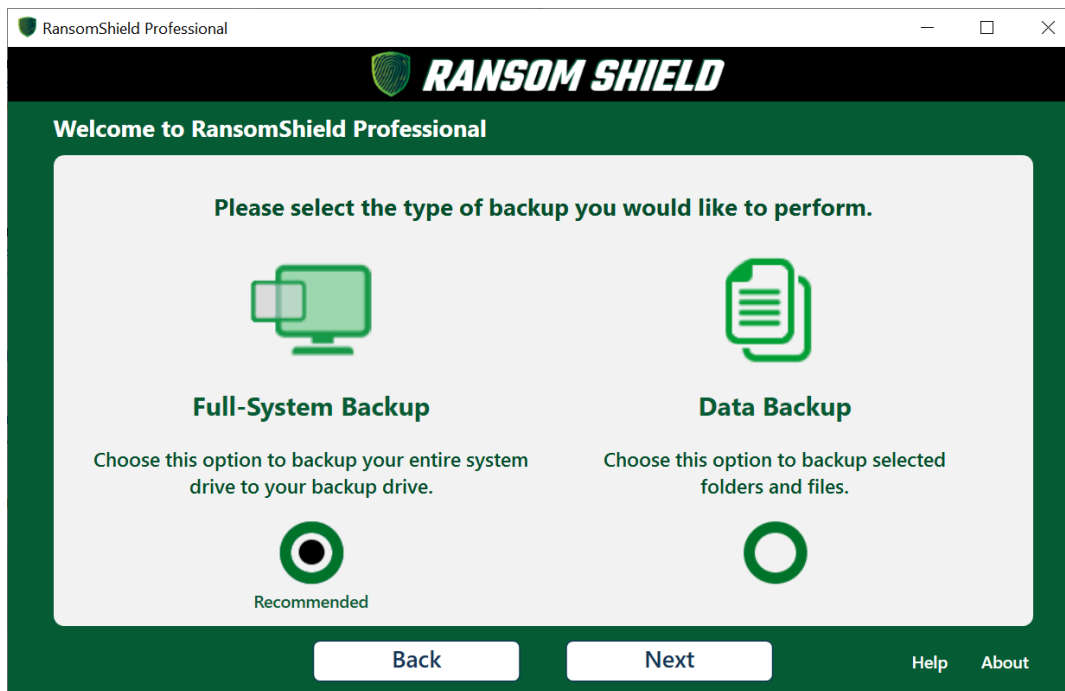 RansomShield Professional
RANSOM SHIELD
Welcome to RansomShield Professional
Please select the type of backup you would like to perform.
Full-System Backup
Choose this option to backup your entire system
drive to your backup drive.
Recommended
Data Backup
Choose this option to backup selected
folders and files.
Back
Next
Help
About